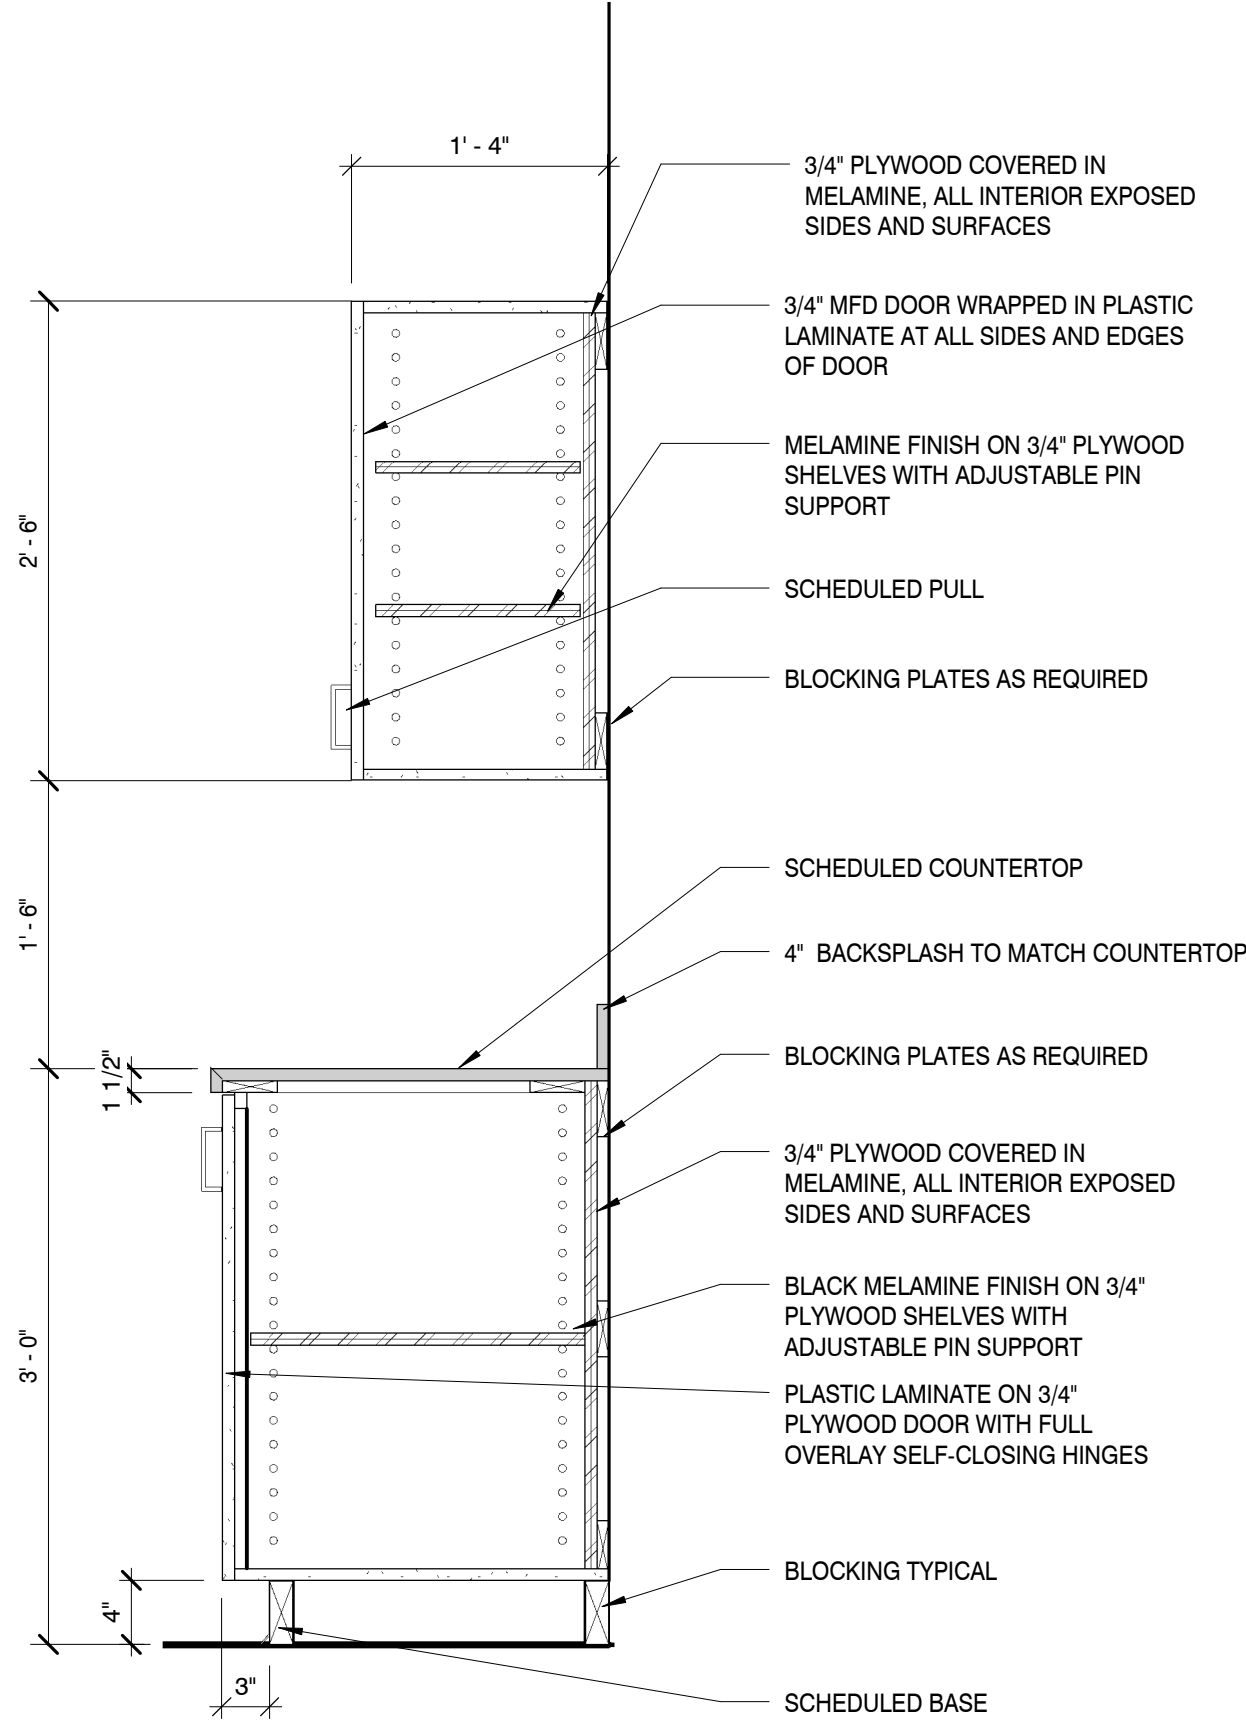 1' - 4"
3/4" PLYWOOD COVERED IN
MELAMINE, ALL INTERIOR EXPOSED
SIDES AND SURFACES
3/4" MFD DOOR WRAPPED IN PLASTIC
LAMINATE AT ALL SIDES AND EDGES
OF DOOR
MELAMINE FINISH ON 3/4" PLYWOOD
SHELVES WITH ADJUSTABLE PIN
SUPPORT
2' - 6"
SCHEDULED PULL
BLOCKING PLATES AS REQUIRED
SCHEDULED COUNTERTOP
1' - 6"
4"  BACKSPLASH TO MATCH COUNTERTOP
BLOCKING PLATES AS REQUIRED
1 1/2"
3/4" PLYWOOD COVERED IN
MELAMINE, ALL INTERIOR EXPOSED
SIDES AND SURFACES
BLACK MELAMINE FINISH ON 3/4"
PLYWOOD SHELVES WITH
ADJUSTABLE PIN SUPPORT
3' - 0"
PLASTIC LAMINATE ON 3/4"
PLYWOOD DOOR WITH FULL
OVERLAY SELF-CLOSING HINGES
BLOCKING TYPICAL
4"
3"
SCHEDULED BASE